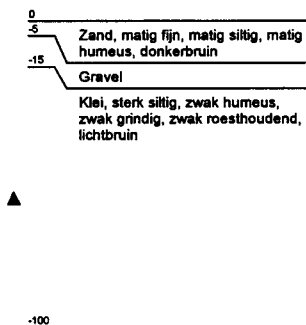 0
-5
Zand, matig fijn, matig siltig, matig
humeus, donkerbruin
-15
Gravel
Klei, sterk siltig, zwak humeus,
zwak grindig, zwak roesthoudend,
lichtbruin
-100